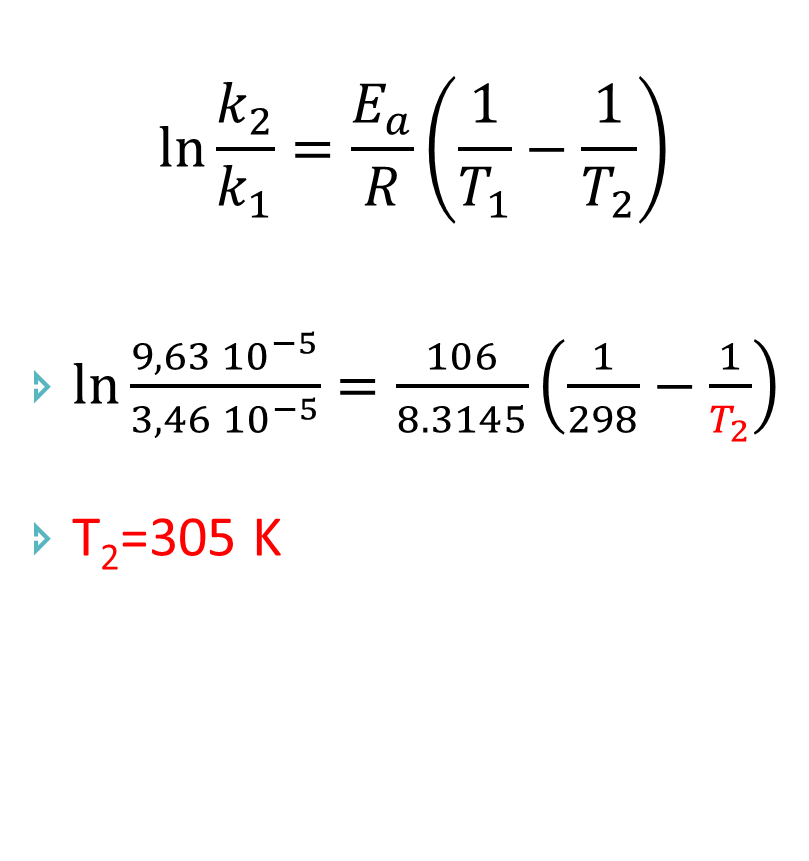 ln k₂/k₁ = Eₐ/R (1/T₁ − 1/T₂)
ln 9,63 10⁻⁵/3,46 10⁻⁵ = 106/8.3145 (1/298 − 1/T₂)
T₂=305 K